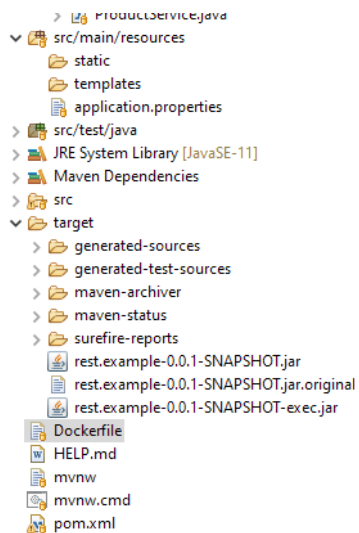 ProductService.java
src/main/resources
static
templates
application.properties
src/test/java
JRE System Library [JavaSE-11]
Maven Dependencies
src
target
generated-sources
generated-test-sources
maven-archiver
maven-status
surefire-reports
rest.example-0.0.1-SNAPSHOT.jar
rest.example-0.0.1-SNAPSHOT.jar.original
rest.example-0.0.1-SNAPSHOT-exec.jar
Dockerfile
HELP.md
mvnw
mvnw.cmd
pom.xml